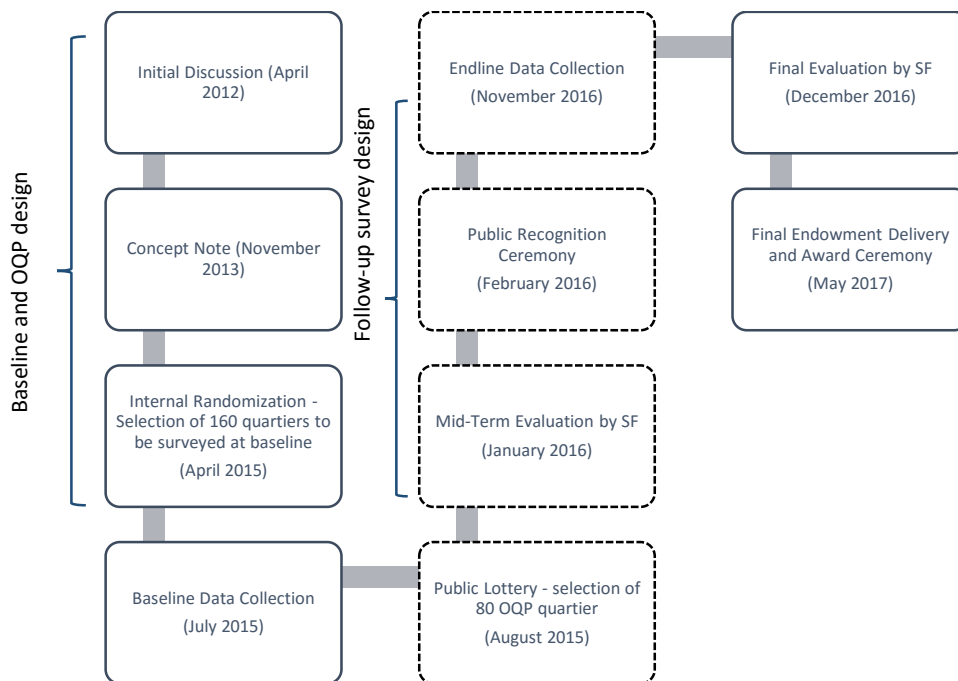 Baseline and OQP design
Initial Discussion (April
2012)
Concept Note (November
2013)
Internal Randomization -
Selection of 160 quartiers to
be surveyed at baseline
(April 2015)
Baseline Data Collection
(July 2015)
Follow-up survey design
Endline Data Collection
(November 2016)
Public Recognition
Ceremony
(February 2016)
Mid-Term Evaluation by SF
(January 2016)
Public Lottery - selection of
80 OQP quartier
(August 2015)
Final Evaluation by SF
(December 2016)
Final Endowment Delivery
and Award Ceremony
(May 2017)